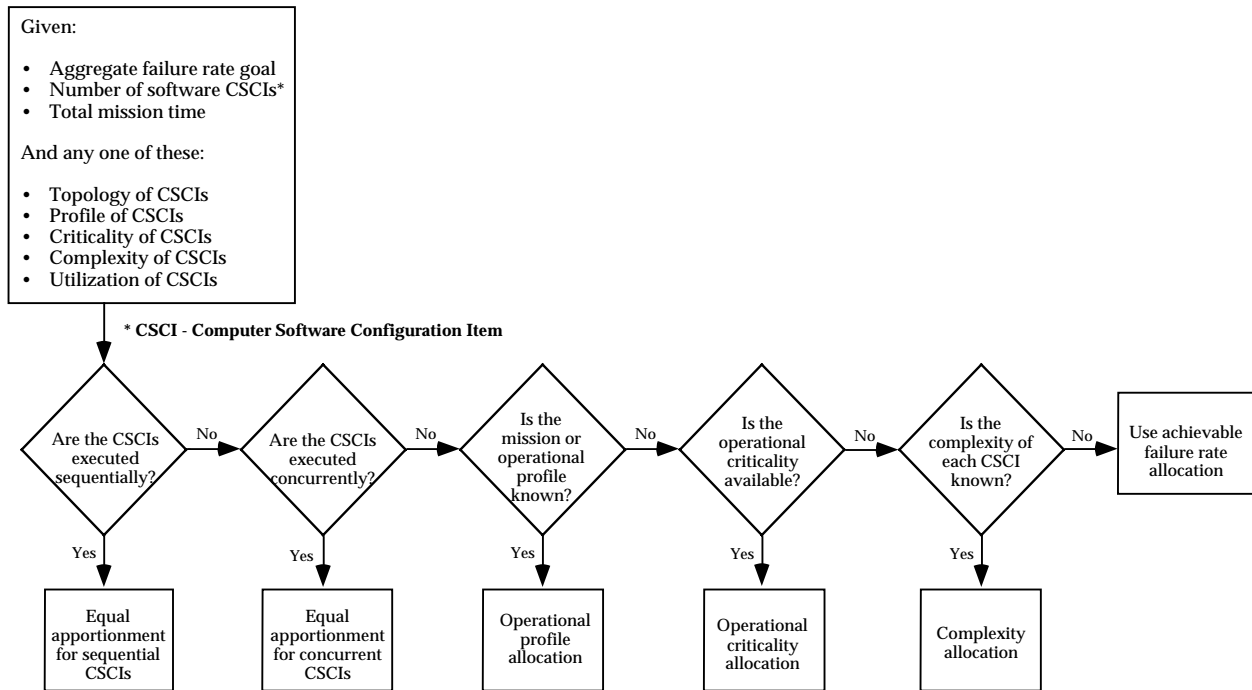 Given:
• Aggregate failure rate goal
• Number of software CSCIs*
• Total mission time
And any one of these:
• Topology of CSCIs
• Profile of CSCIs
• Criticality of CSCIs
• Complexity of CSCIs
• Utilization of CSCIs
* CSCI - Computer Software Configuration Item
Are the CSCIs
executed
sequentially?
No
Are the CSCIs
executed
concurrently?
No
Is the
mission or
operational
profile
known?
No
Is the
operational
criticality
available?
No
Is the
complexity of
each CSCI
known?
No
Use achievable
failure rate
allocation
Yes
Yes
Yes
Yes
Yes
Equal
apportionment
for sequential
CSCIs
Equal
apportionment
for concurrent
CSCIs
Operational
profile
allocation
Operational
criticality
allocation
Complexity
allocation